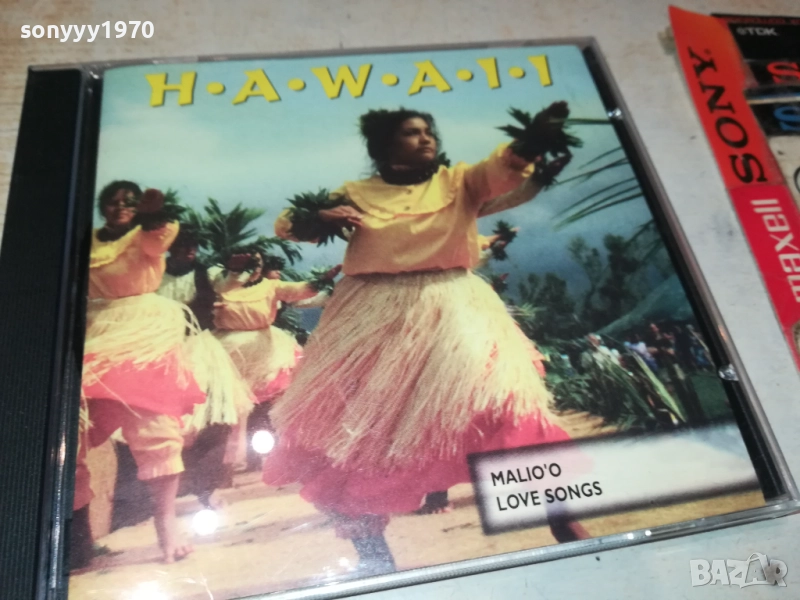 sonyyy1970
H•A•W•A•I•I
MALIO'O
LOVE SONGS
TDK
SONY
maxell
BAZAR